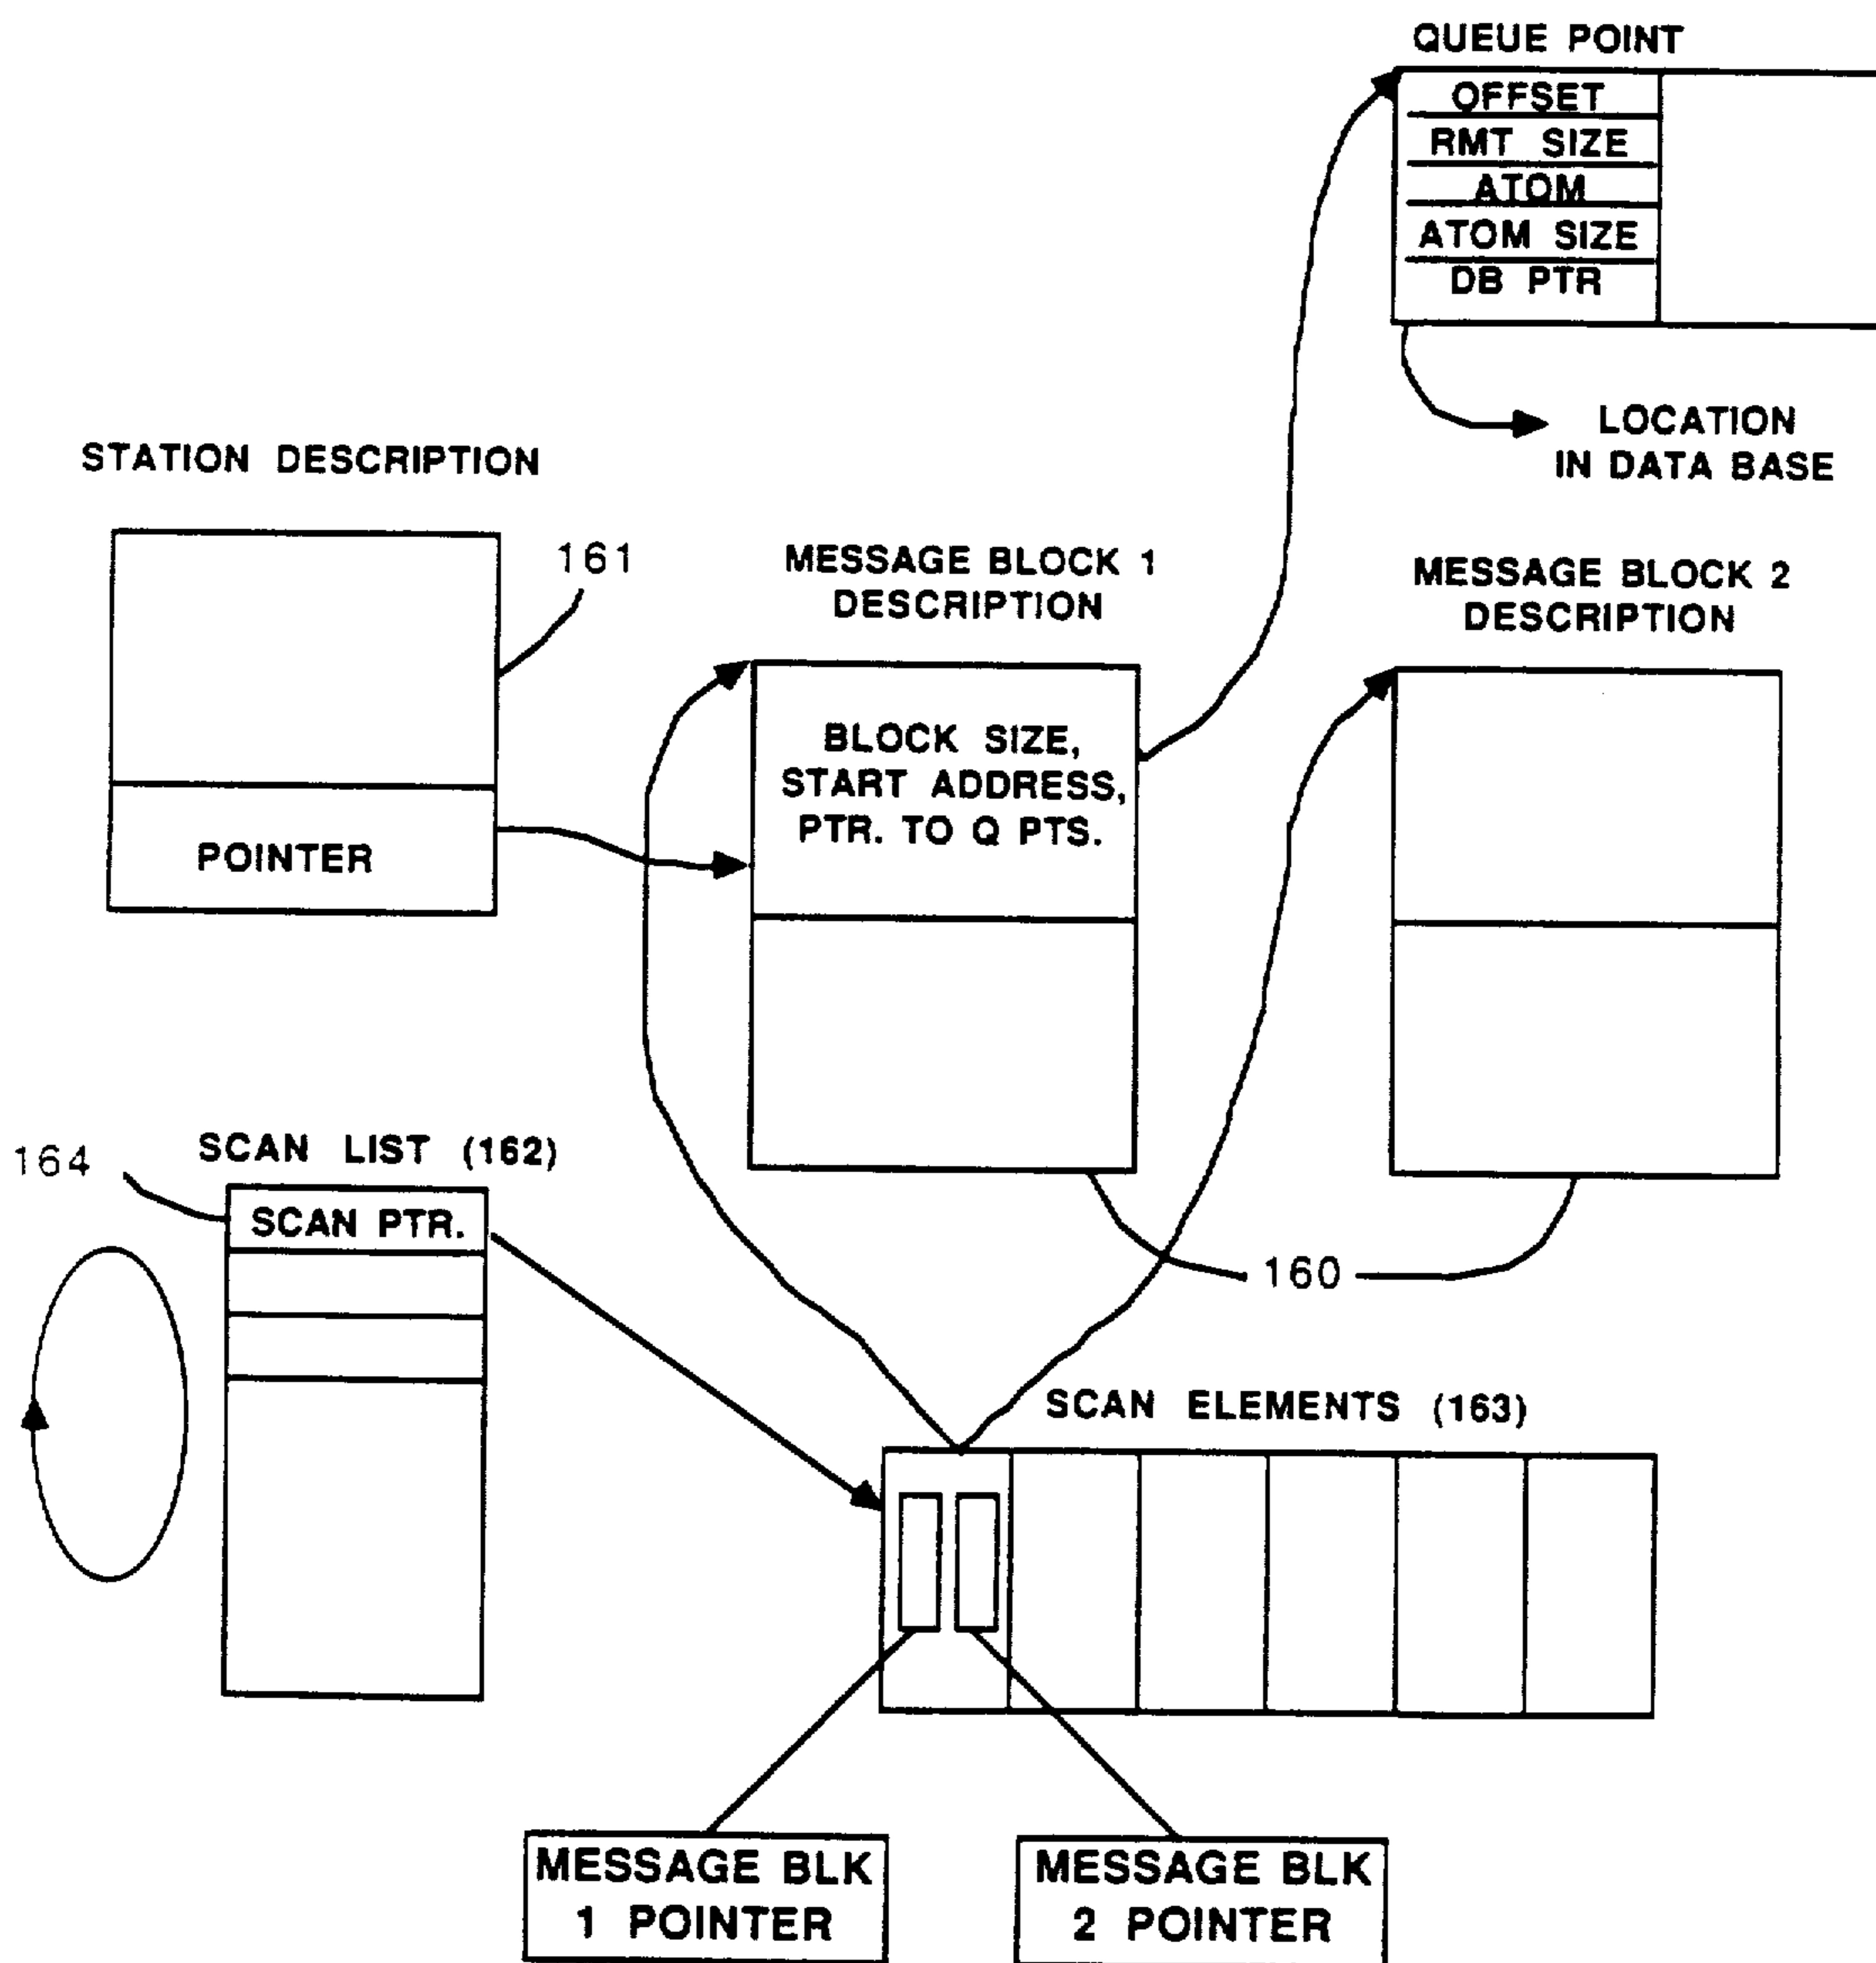 QUEUE POINT
OFFSET
RMT SIZE
ATOM
ATOM SIZE
DB PTR
LOCATION
IN DATA BASE
STATION DESCRIPTION
161
MESSAGE BLOCK 1
DESCRIPTION
MESSAGE BLOCK 2
DESCRIPTION
BLOCK SIZE,
START ADDRESS,
PTR. TO Q PTS.
POINTER
164
SCAN LIST (162)
SCAN PTR.
160
SCAN ELEMENTS (163)
MESSAGE BLK
1 POINTER
MESSAGE BLK
2 POINTER